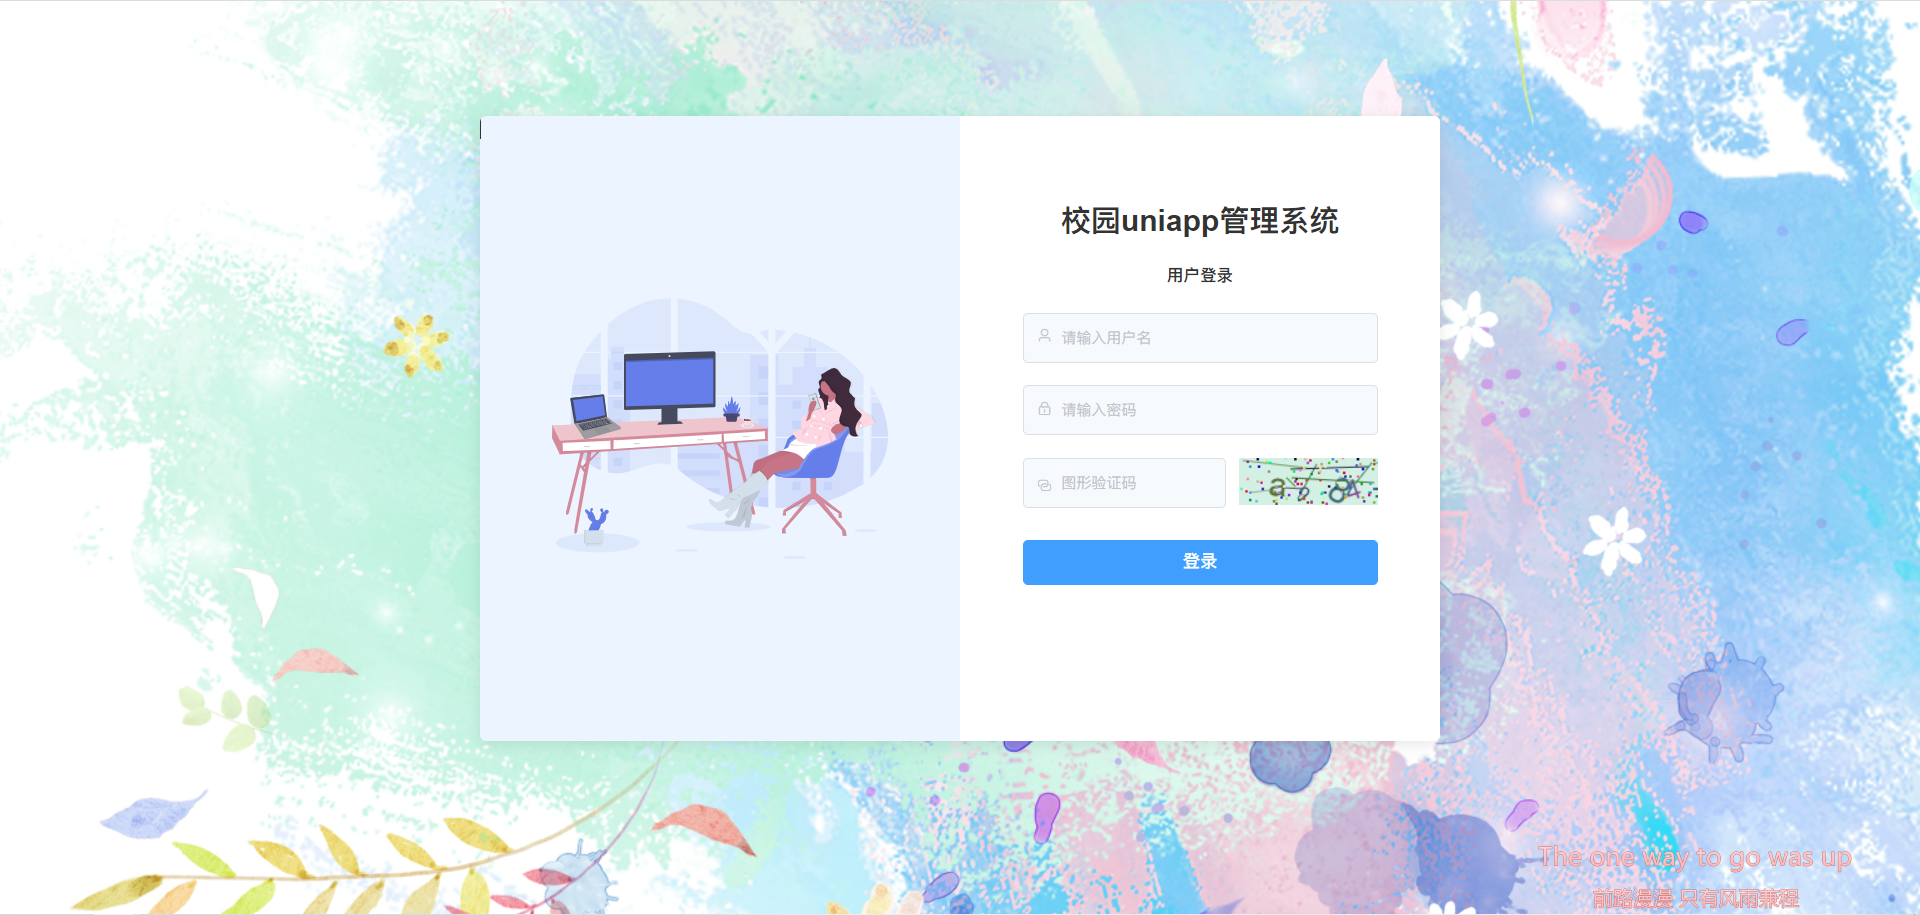 校园uniapp管理系统
用户登录
请输入用户名
请输入密码
图形验证码
登录
The one way to go was up
前路漫漫 只有风雨兼程